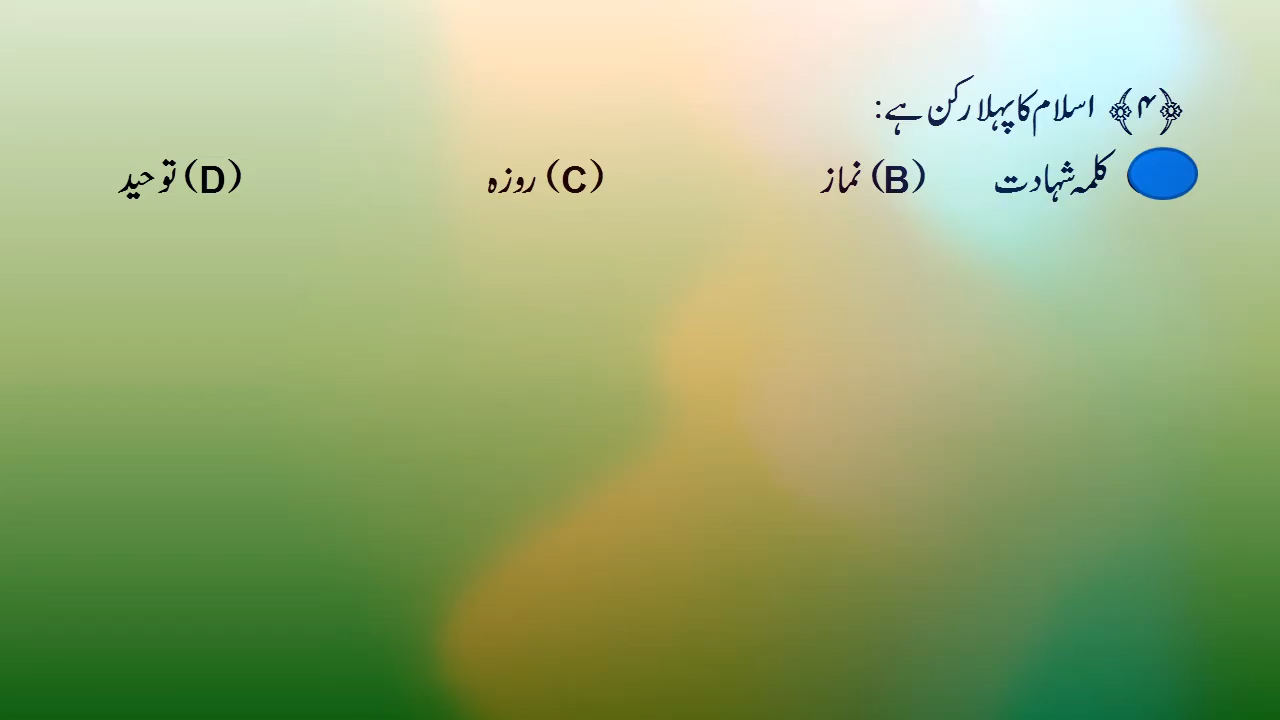 ﴿۴﴾ اسلام کا پہلا رکن ہے:
کلمہ شہادت (B) نماز (C) روزہ (D) توحید